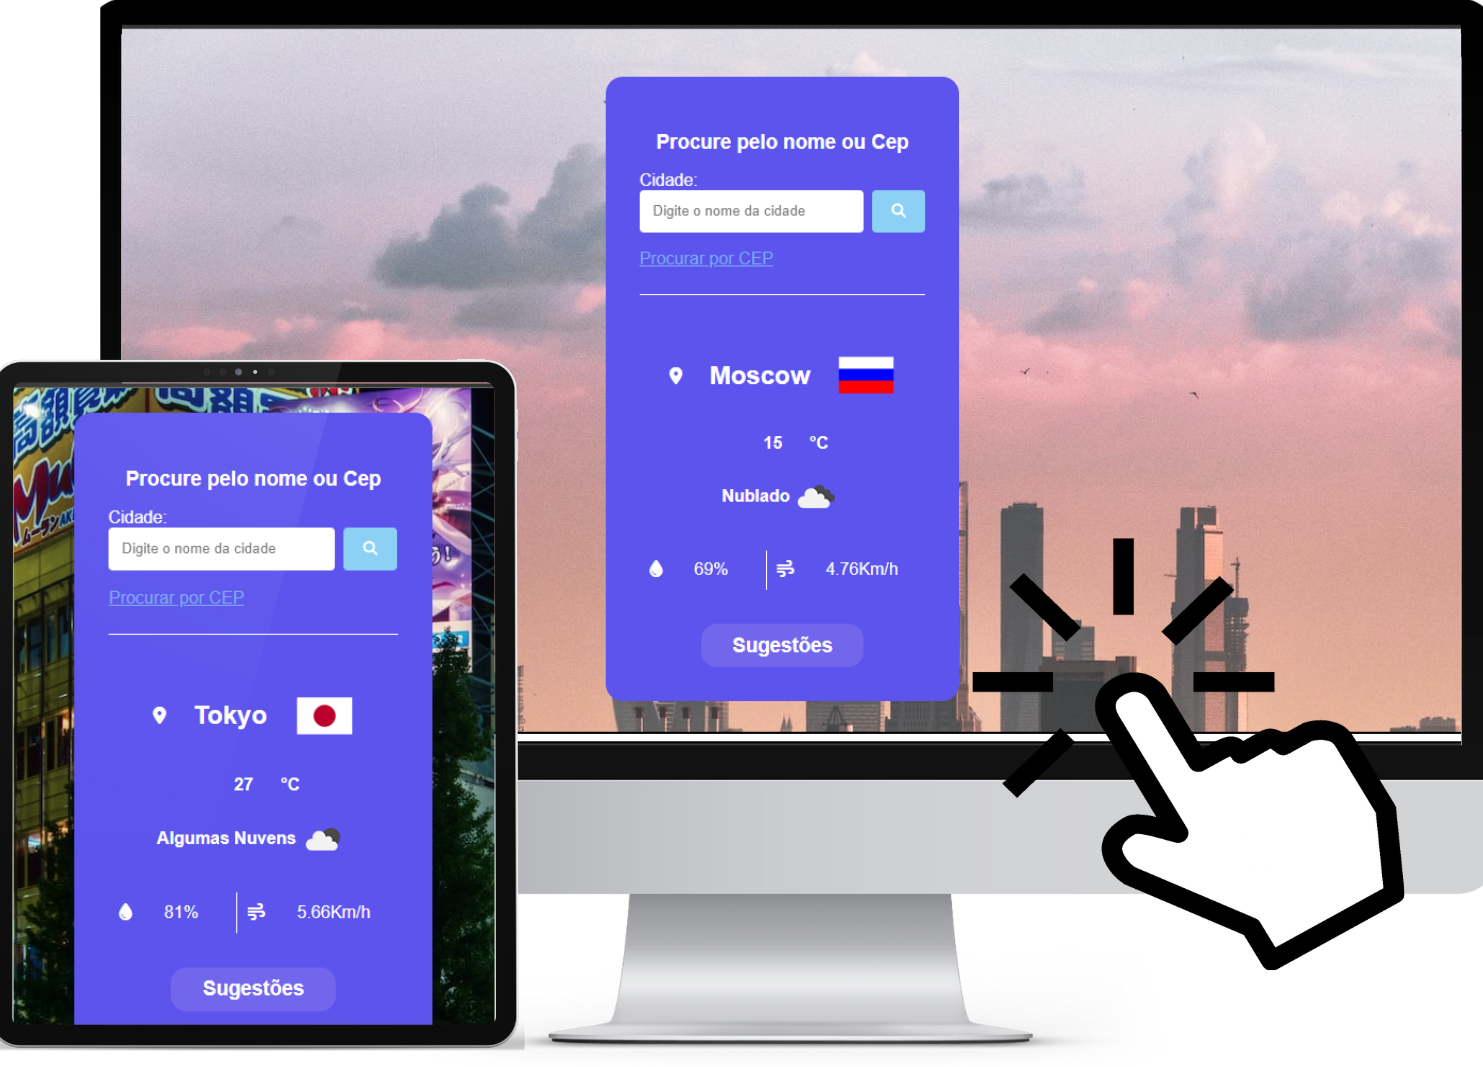 Procure pelo nome ou Cep
Cidade:
Digite o nome da cidade
Procurar por CEP
Moscow
15 °C
Nublado
69% 4.76Km/h
Sugestões
Procure pelo nome ou Cep
Cidade:
Digite o nome da cidade
Procurar por CEP
Tokyo
27 °C
Algumas Nuvens
81% 5.66Km/h
Sugestões